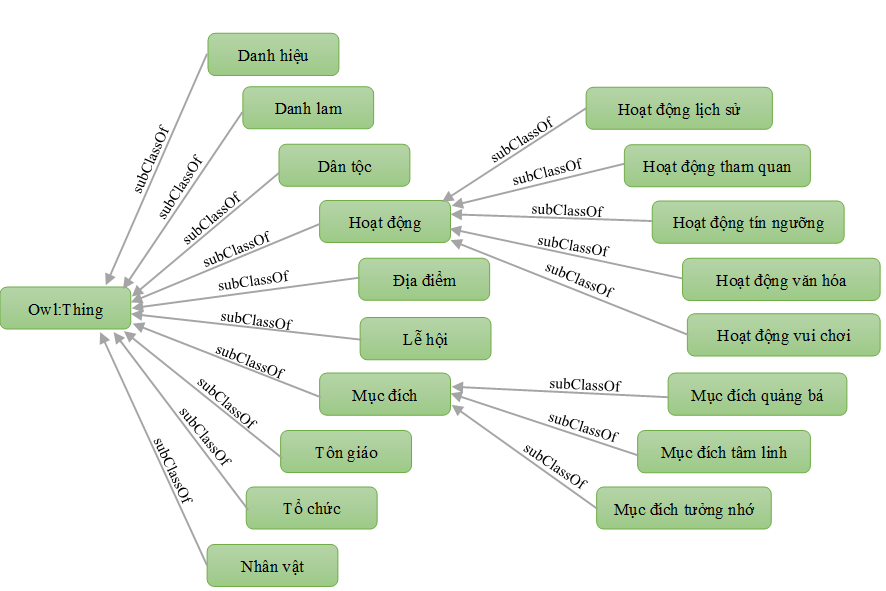 Danh hiệu
subClassOf
Danh lam
subClassOf
Dân tộc
subClassOf
Hoạt động
subClassOf
Địa điểm
subClassOf
Owl:Thing
Lễ hội
subClassOf
Mục đích
subClassOf
Tôn giáo
subClassOf
Tổ chức
subClassOf
Nhân vật
subClassOf
Hoạt động lịch sử
subClassOf
Hoạt động tham quan
subClassOf
Hoạt động tín ngưỡng
subClassOf
Hoạt động văn hóa
subClassOf
Hoạt động vui chơi
subClassOf
Mục đích quảng bá
subClassOf
Mục đích tâm linh
subClassOf
Mục đích tưởng nhớ
subClassOf